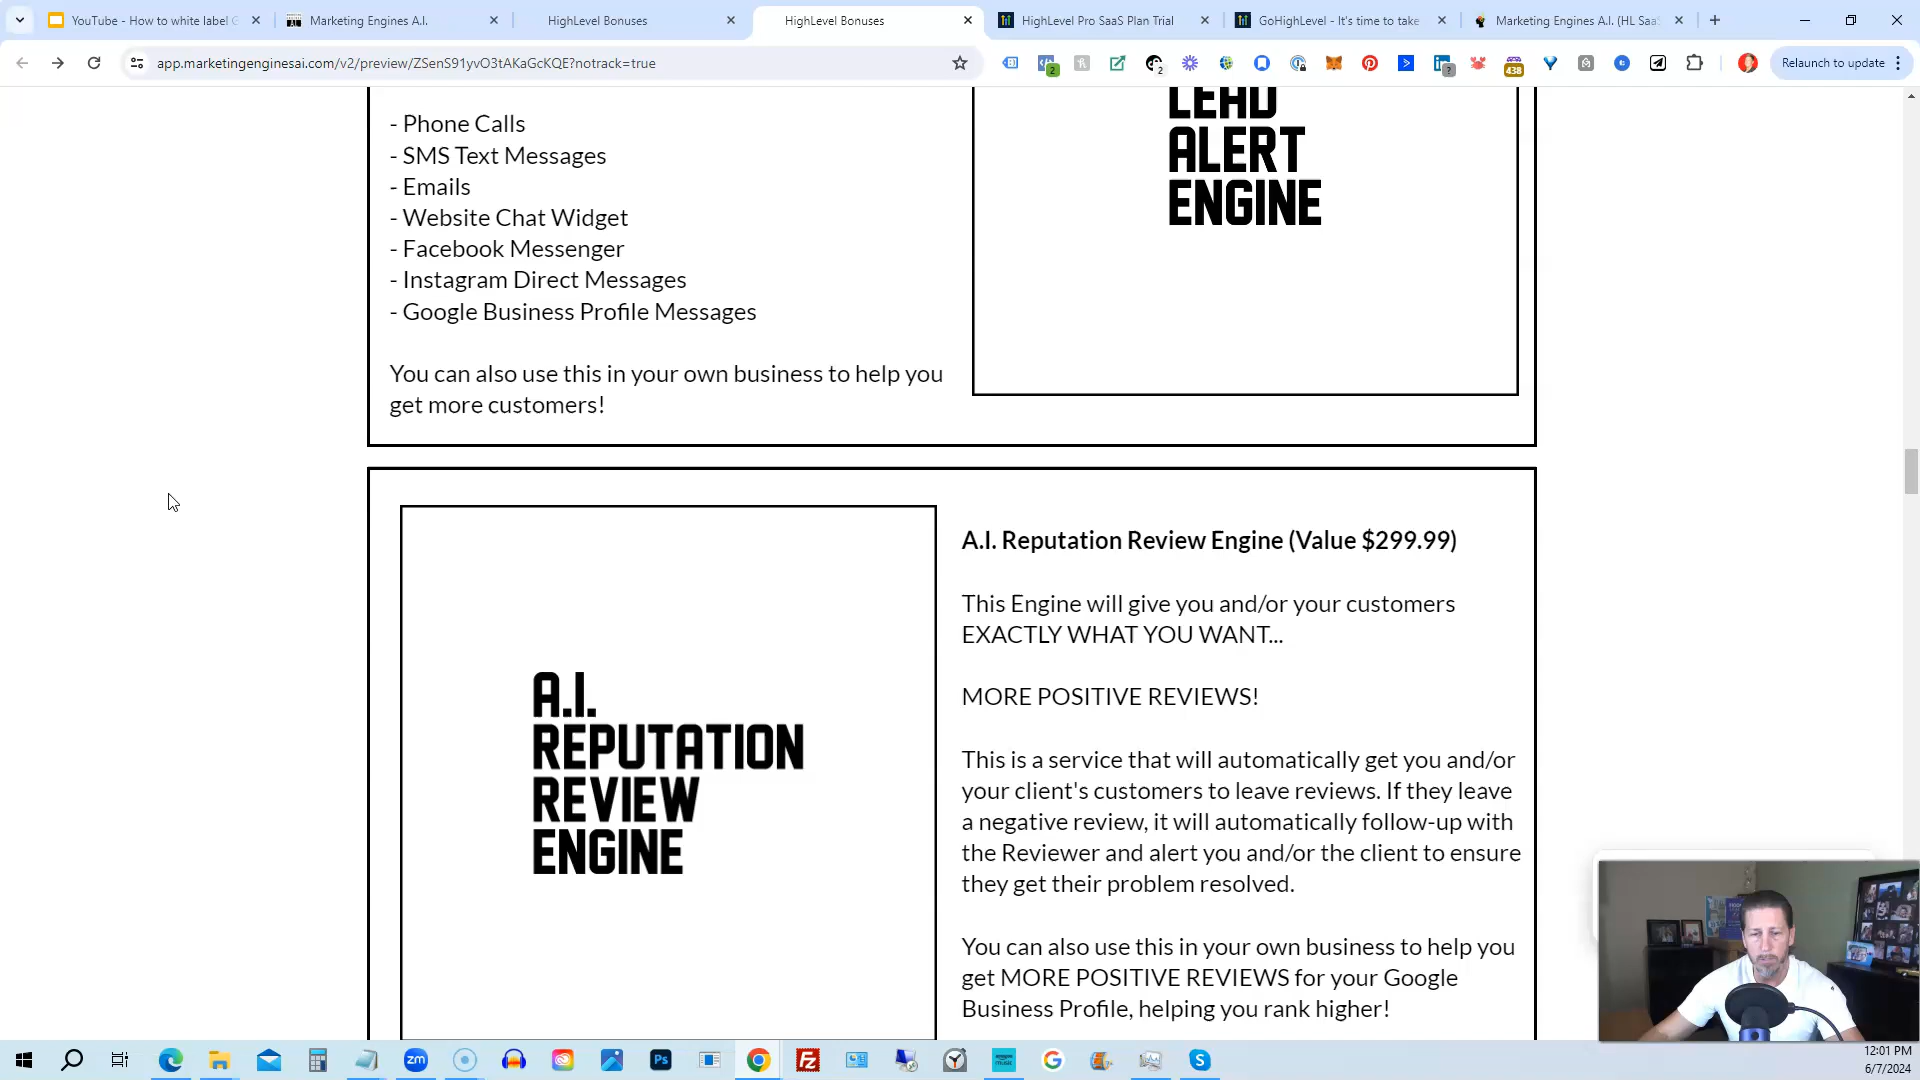 YouTube - How to white label G
Marketing Engines A.I.
HighLevel Bonuses
HighLevel Bonuses
HighLevel Pro SaaS Plan Trial
GoHighLevel - It's time to take
Marketing Engines A.I. (HL Saa
app.marketingenginesai.com/v2/preview/ZSenS91yvO3tAKaGcKQE?notrack=true
2
2
?
438
Relaunch to update
- Phone Calls
- SMS Text Messages
- Emails
- Website Chat Widget
- Facebook Messenger
- Instagram Direct Messages
- Google Business Profile Messages
You can also use this in your own business to help you
get more customers!
LEAD
ALERT
ENGINE
A.I.
REPUTATION
REVIEW
ENGINE
A.I. Reputation Review Engine (Value $299.99)
This Engine will give you and/or your customers
EXACTLY WHAT YOU WANT...
MORE POSITIVE REVIEWS!
This is a service that will automatically get you and/or
your client's customers to leave reviews. If they leave
a negative review, it will automatically follow-up with
the Reviewer and alert you and/or the client to ensure
they get their problem resolved.
You can also use this in your own business to help you
get MORE POSITIVE REVIEWS for your Google
Business Profile, helping you rank higher!
zm
Ps
Fz
amazon
music
G
S
12:01 PM
6/7/2024